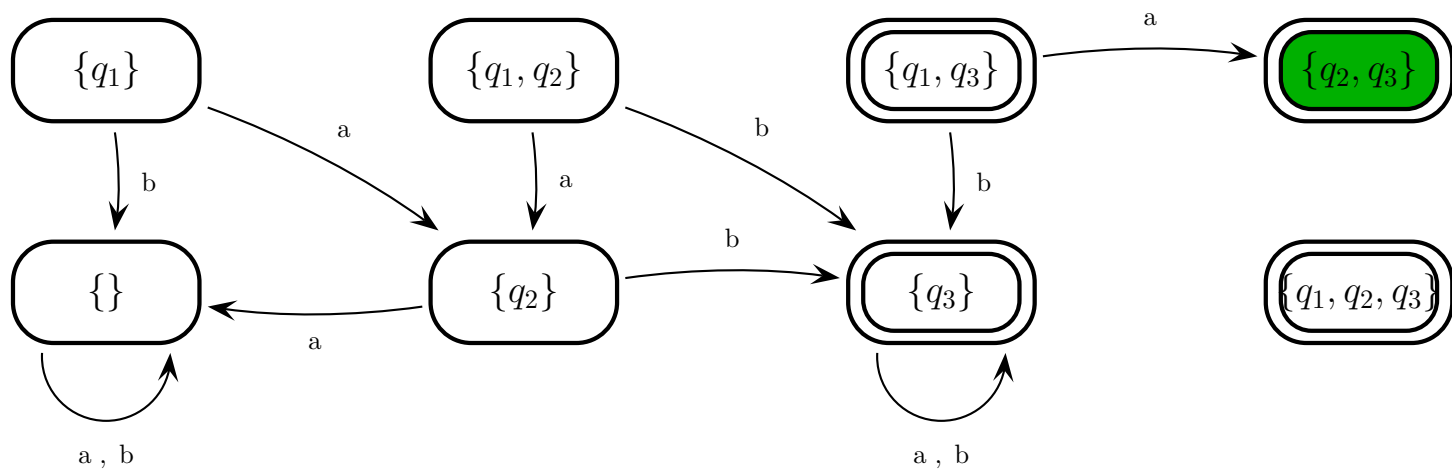 a
{q₁}
{q₁, q₂}
{q₁, q₃}
{q₂, q₃}
a
b
b
a
b
b
{}
{q₂}
{q₃}
{q₁, q₂, q₃}
a
a , b
a , b